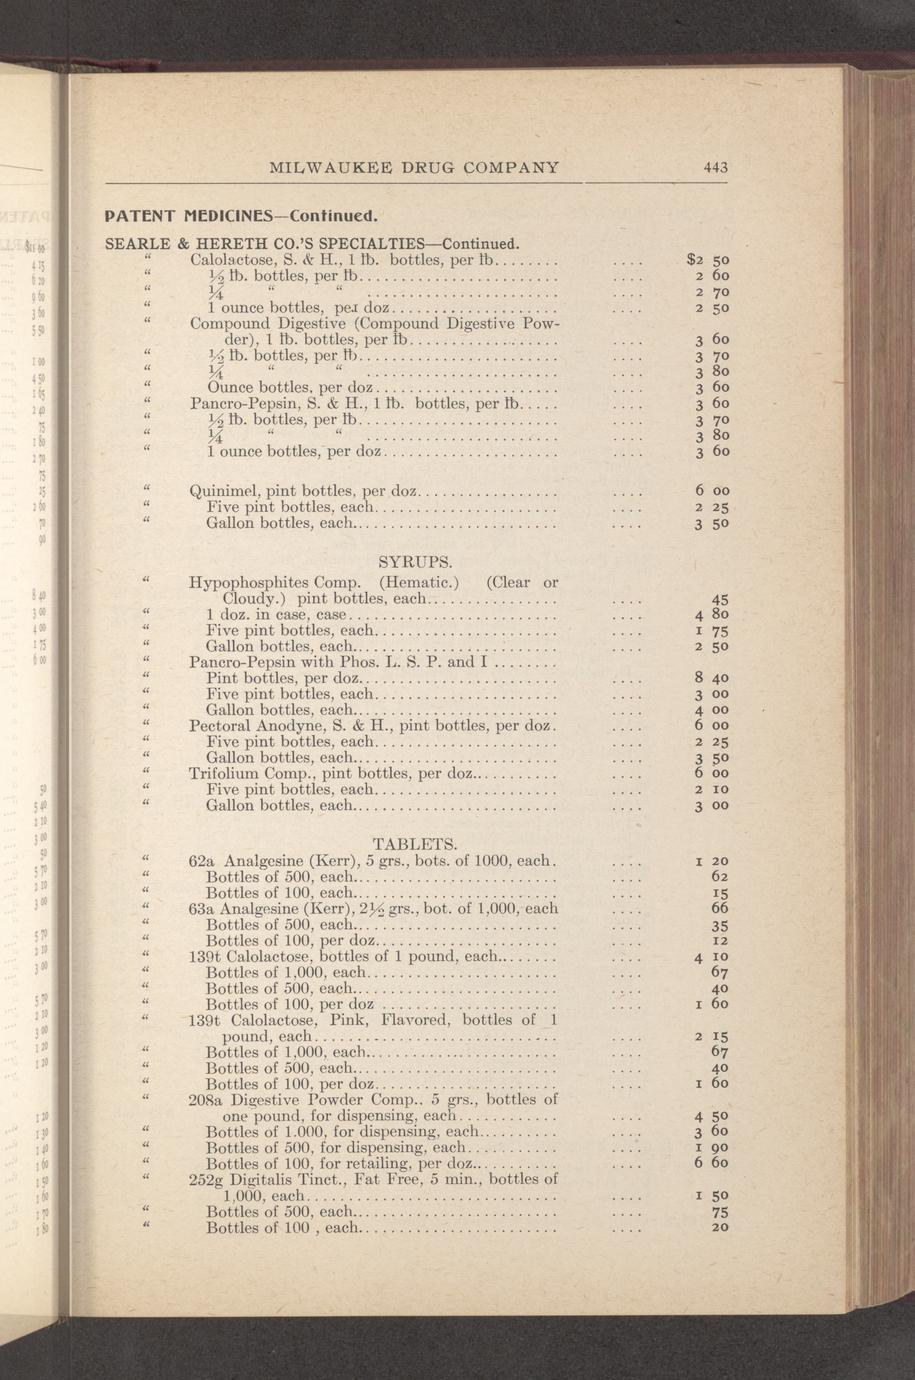 MILWAUKEE DRUG COMPANY 443
PATENT MEDICINES—Continued.
SEARLE & HERETH CO.'S SPECIALTIES—Continued.
“ Calolactose, S. & H., 1 lb. bottles, per lb........ .... $2 50
“ ½ lb. bottles, per lb........................ .... 2 60
“ ¼ “ “ ....................... .... 2 70
“ 1 ounce bottles, per doz.................... .... 2 50
“ Compound Digestive (Compound Digestive Pow-
der), 1 lb. bottles, per lb.................. .... 3 60
“ ½ lb. bottles, per lb........................ .... 3 70
“ ¼ “ “ ....................... .... 3 80
“ Ounce bottles, per doz...................... .... 3 60
“ Pancro-Pepsin, S. & H., 1 lb. bottles, per lb..... .... 3 60
“ ½ lb. bottles, per lb........................ .... 3 70
“ ¼ “ “ ....................... .... 3 80
“ 1 ounce bottles, per doz..................... .... 3 60
“ Quinimel, pint bottles, per doz................. .... 6 00
“ Five pint bottles, each...................... .... 2 25
“ Gallon bottles, each......................... .... 3 50
SYRUPS.
“ Hypophosphites Comp. (Hematic.) (Clear or
Cloudy.) pint bottles, each................ .... 45
“ 1 doz. in case, case......................... .... 4 80
“ Five pint bottles, each...................... .... 1 75
“ Gallon bottles, each......................... .... 2 50
“ Pancro-Pepsin with Phos. L. S. P. and I ........
“ Pint bottles, per doz........................ .... 8 40
“ Five pint bottles, each...................... .... 3 00
“ Gallon bottles, each......................... .... 4 00
“ Pectoral Anodyne, S. & H., pint bottles, per doz. .... 6 00
“ Five pint bottles, each...................... .... 2 25
“ Gallon bottles, each......................... .... 3 50
“ Trifolium Comp., pint bottles, per doz.......... .... 6 00
“ Five pint bottles, each...................... .... 2 10
“ Gallon bottles, each......................... .... 3 00
TABLETS.
“ 62a Analgesine (Kerr), 5 grs., bots. of 1000, each. .... 1 20
“ Bottles of 500, each......................... .... 62
“ Bottles of 100, each......................... .... 15
“ 63a Analgesine (Kerr), 2½ grs., bot. of 1,000, each .... 66
“ Bottles of 500, each......................... .... 35
“ Bottles of 100, per doz...................... .... 12
“ 139t Calolactose, bottles of 1 pound, each........ .... 4 10
“ Bottles of 1,000, each....................... .... 67
“ Bottles of 500, each......................... .... 40
“ Bottles of 100, per doz ..................... .... 1 60
“ 139t Calolactose, Pink, Flavored, bottles of 1
pound, each............................. .... 2 15
“ Bottles of 1,000, each....................... .... 67
“ Bottles of 500, each......................... .... 40
“ Bottles of 100, per doz...................... .... 1 60
“ 208a Digestive Powder Comp.. 5 grs., bottles of
one pound, for dispensing, each............ .... 4 50
“ Bottles of 1.000, for dispensing, each.......... .... 3 60
“ Bottles of 500, for dispensing, each........... .... 1 90
“ Bottles of 100, for retailing, per doz........... .... 6 60
“ 252g Digitalis Tinct., Fat Free, 5 min., bottles of
1,000, each.............................. .... 1 50
“ Bottles of 500, each......................... .... 75
“ Bottles of 100 , each........................ .... 20